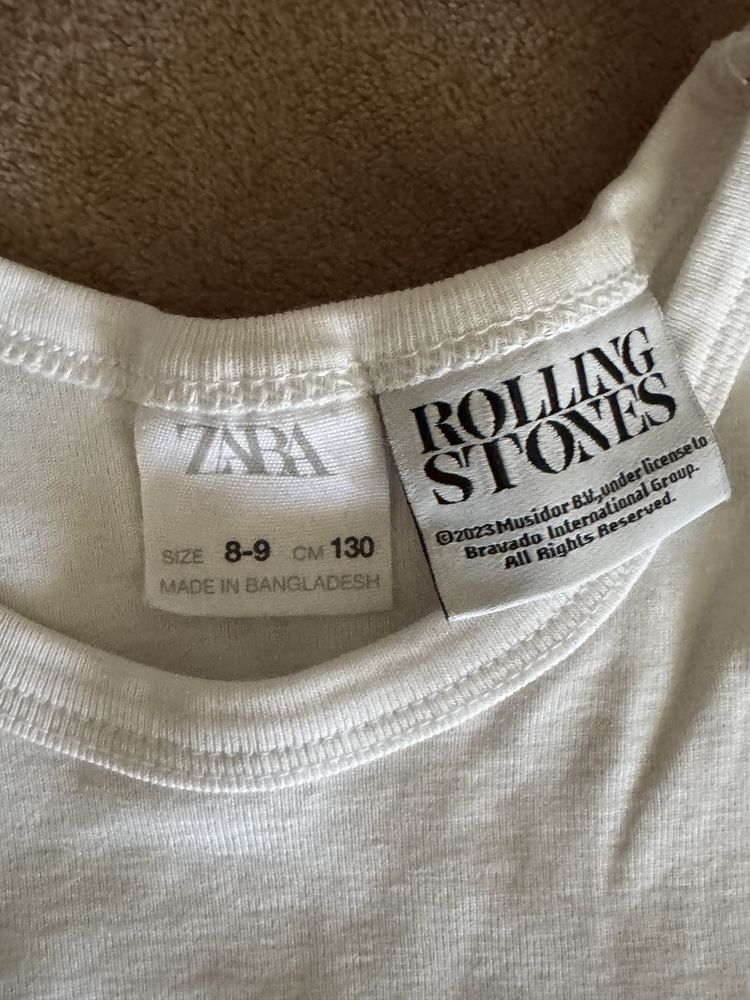 ZARA
SIZE 8-9 CM 130
MADE IN BANGLADESH
ROLLING
STONES
©2023 Musidor B.V., under license to
Bravado International Group.
All Rights Reserved.